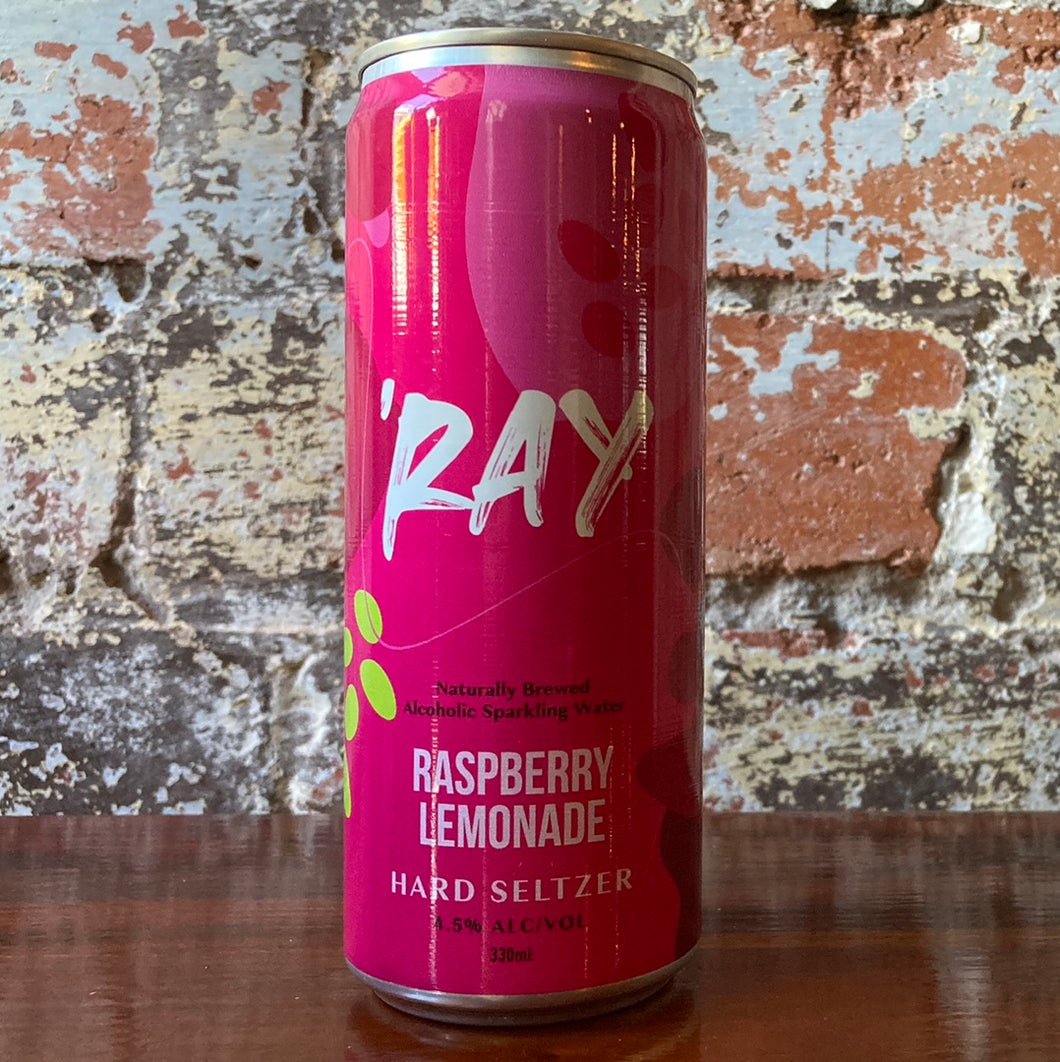 'RAY
Naturally Brewed
Alcoholic Sparkling Water
RASPBERRY
LEMONADE
HARD SELTZER
4.5% ALC/VOL
330ml